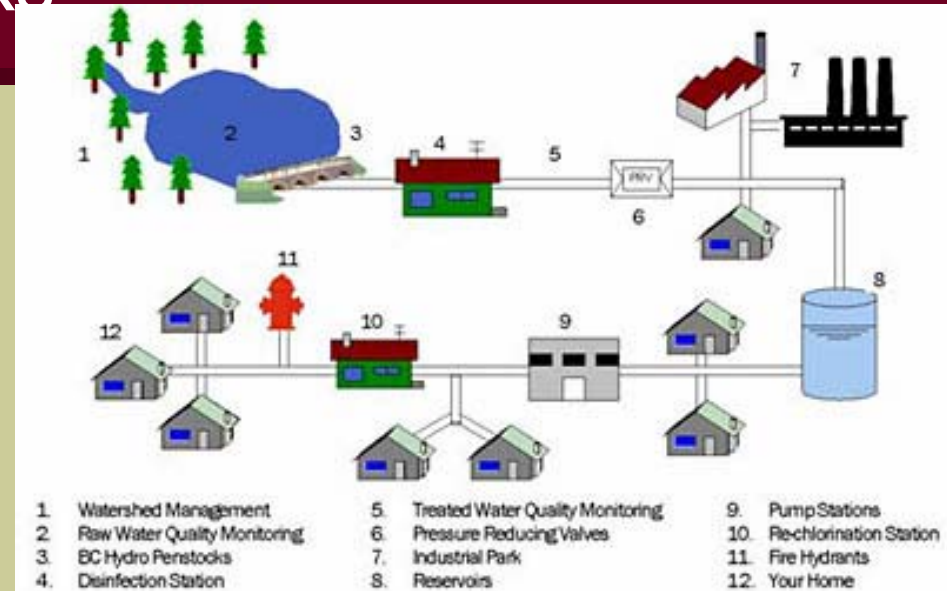 1
2
3
4
5
PRV
6
7
8
9
10
11
12
1. Watershed Management
2. Raw Water Quality Monitoring
3. BC Hydro Penstocks
4. Disinfection Station
5. Treated Water Quality Monitoring
6. Pressure Reducing Valves
7. Industrial Park
8. Reservoirs
9. Pump Stations
10. Re-chlorination Station
11. Fire Hydrants
12. Your Home